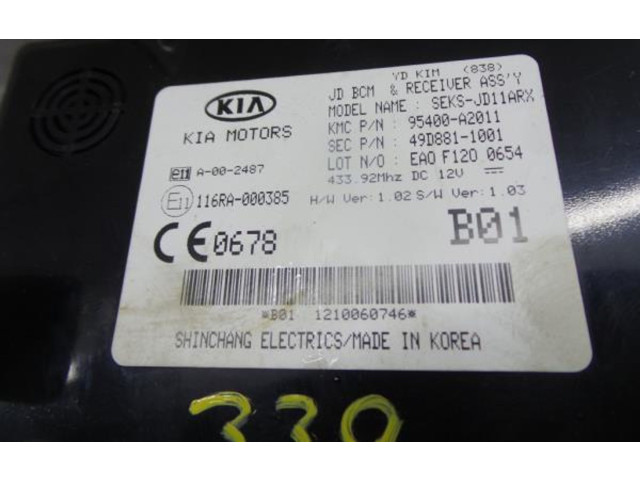 YD KIM (838)
JD BCM & RECEIVER ASS'Y
MODEL NAME : SEKS-JD11ARX
KMC P/N : 95400-A2011
SEC P/N : 49D881-1001
LOT N/O : EAO F120 0654
433.92Mhz DC 12V
H/W Ver: 1.02 S/W Ver: 1.03
KIA
KIA MOTORS
e11 A-00-2487
E11 116RA-000385
CE0678
B01
*B01 1210060746*
SHINCHANG ELECTRICS/MADE IN KOREA
330